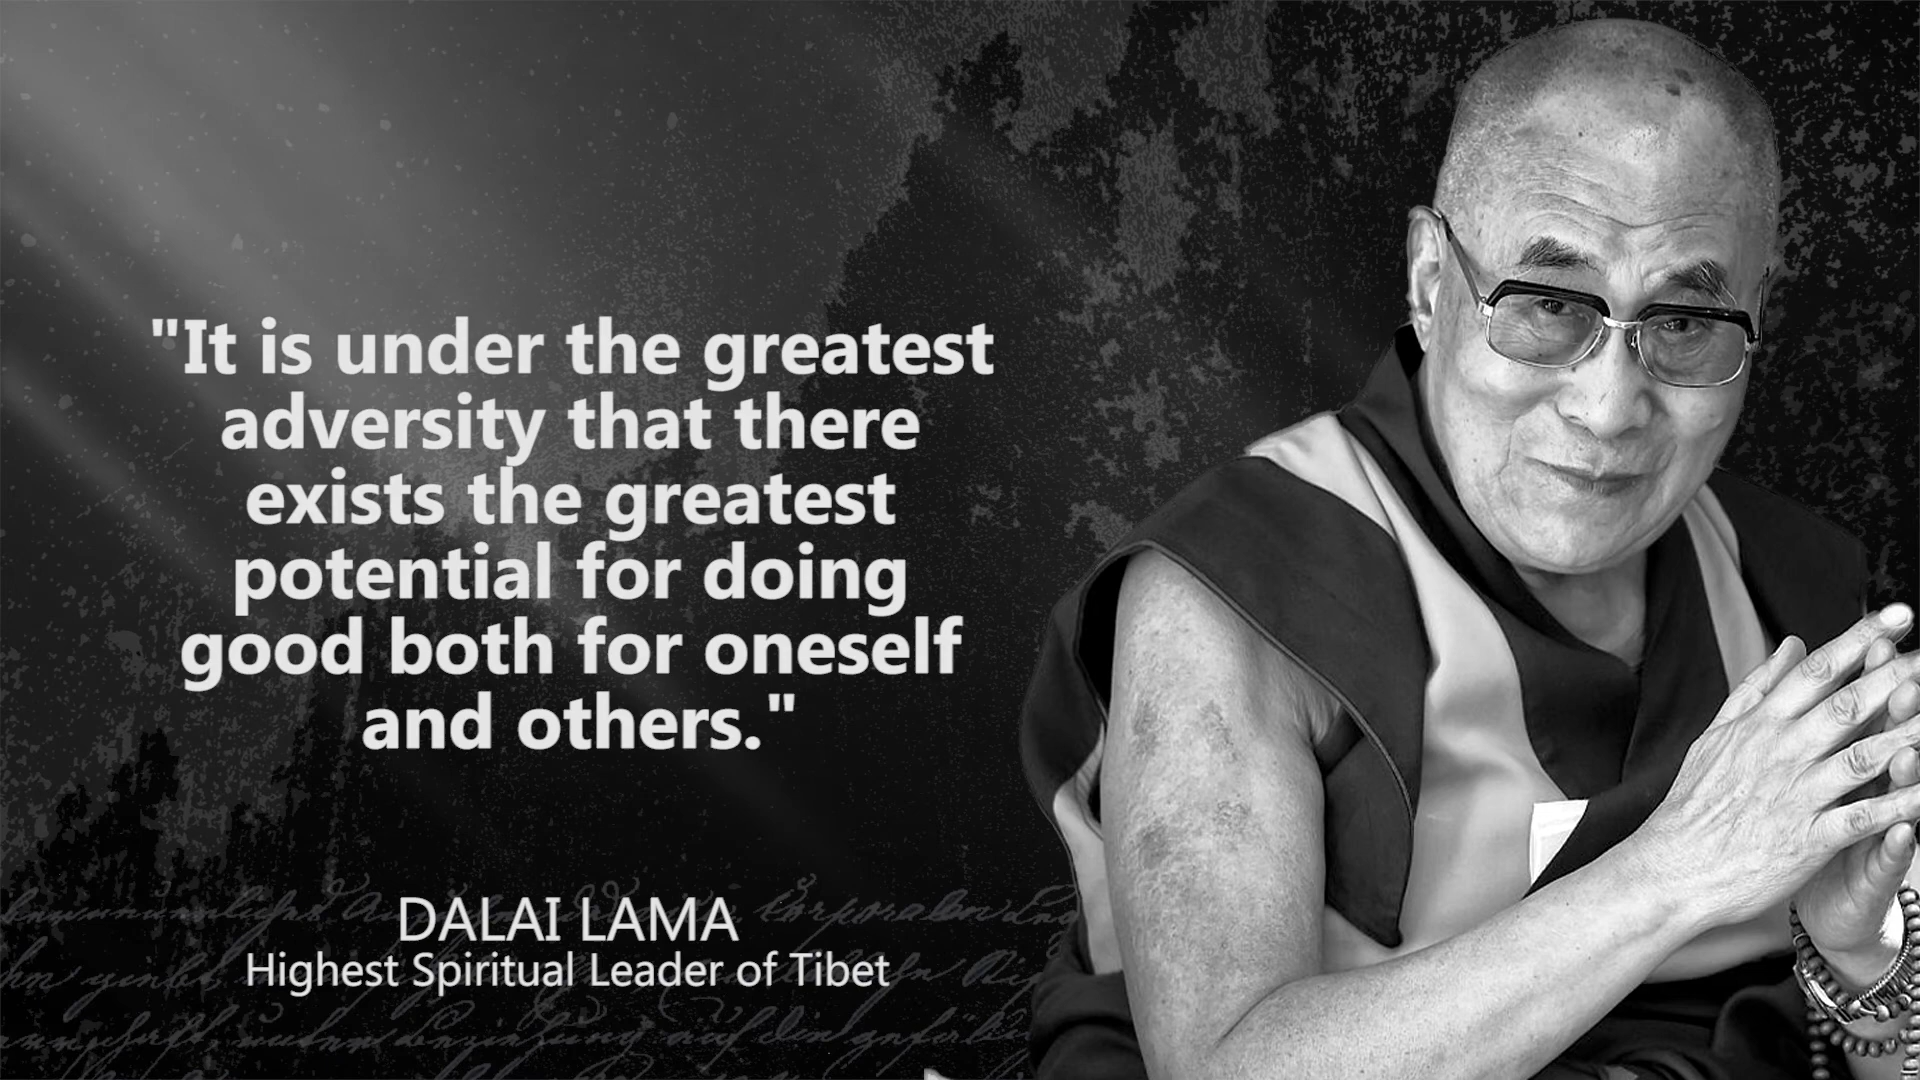 "It is under the greatest
adversity that there
exists the greatest
potential for doing
good both for oneself
and others."
DALAI LAMA
Highest Spiritual Leader of Tibet